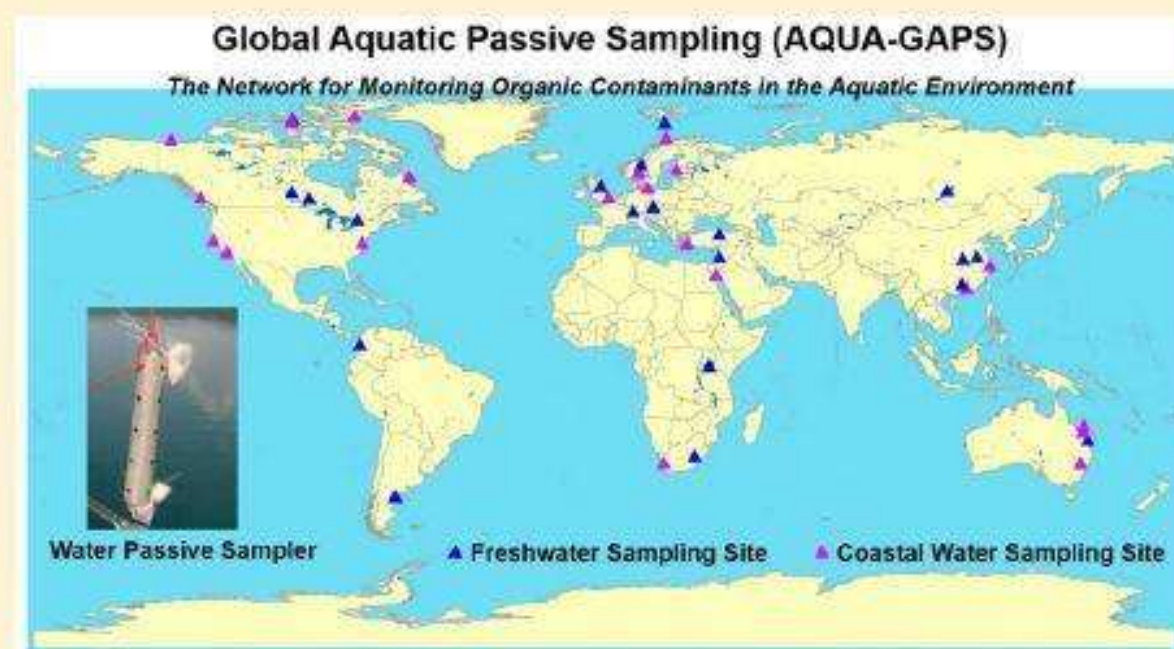 Global Aquatic Passive Sampling (AQUA-GAPS)
The Network for Monitoring Organic Contaminants in the Aquatic Environment
Water Passive Sampler
Freshwater Sampling Site
Coastal Water Sampling Site